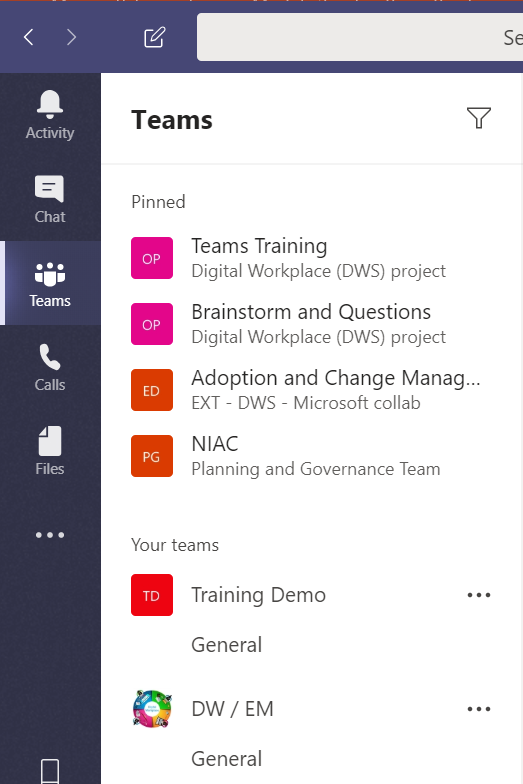 Se
Activity
Chat
Teams
Calls
Files
Teams
Pinned
OP
Teams Training
Digital Workplace (DWS) project
OP
Brainstorm and Questions
Digital Workplace (DWS) project
ED
Adoption and Change Manag...
EXT - DWS - Microsoft collab
PG
NIAC
Planning and Governance Team
Your teams
TD
Training Demo
General
DW / EM
General